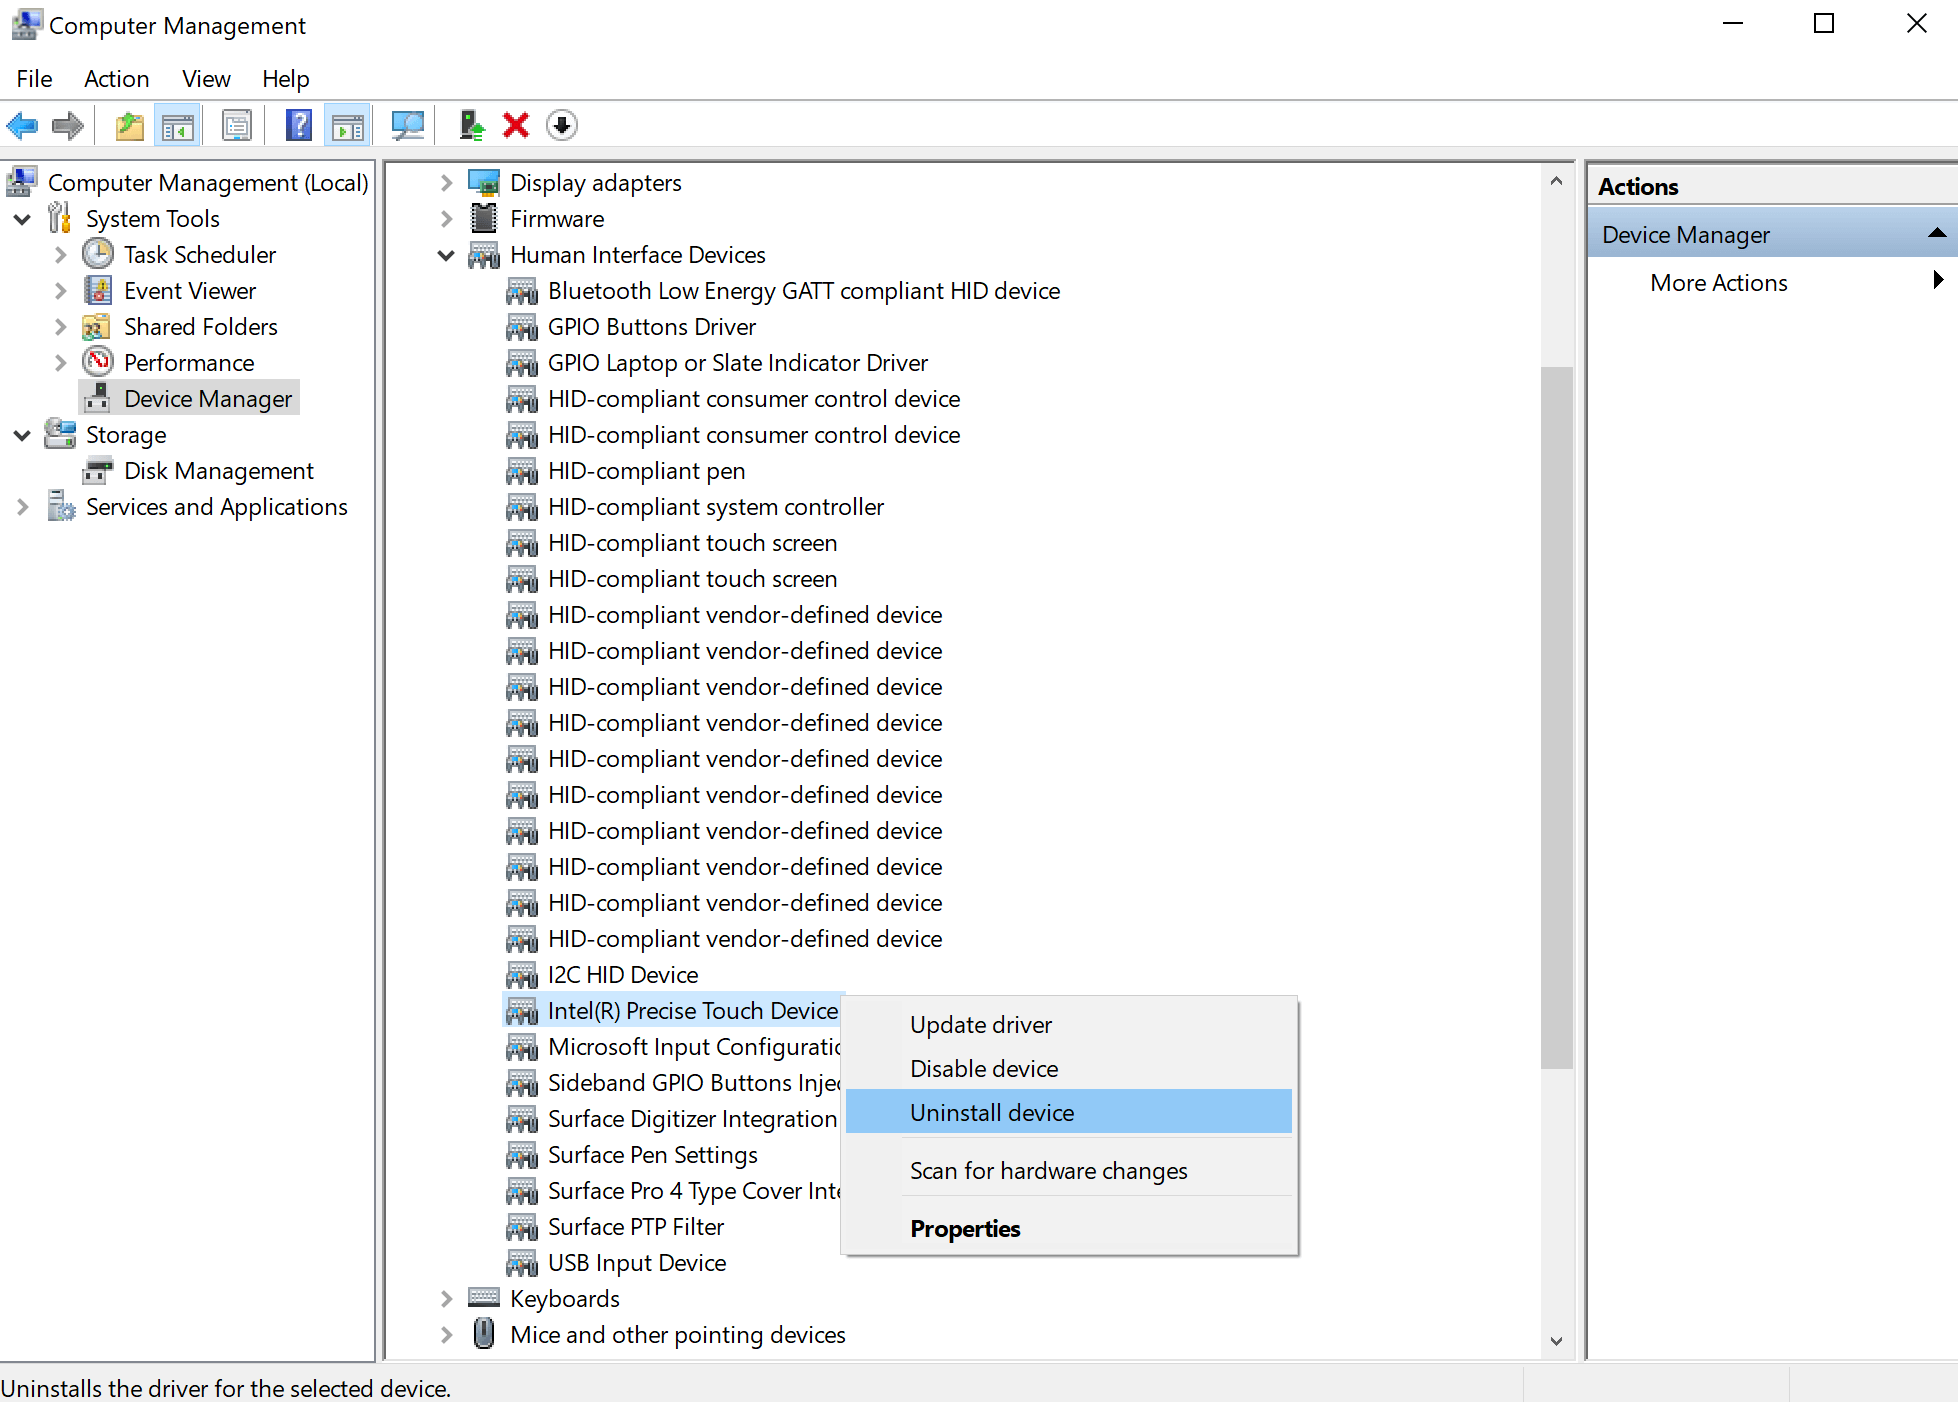 Computer Management
File Action View Help
Computer Management (Local)
System Tools
Task Scheduler
Event Viewer
Shared Folders
Performance
Device Manager
Storage
Disk Management
Services and Applications
Display adapters
Firmware
Human Interface Devices
Bluetooth Low Energy GATT compliant HID device
GPIO Buttons Driver
GPIO Laptop or Slate Indicator Driver
HID-compliant consumer control device
HID-compliant consumer control device
HID-compliant pen
HID-compliant system controller
HID-compliant touch screen
HID-compliant touch screen
HID-compliant vendor-defined device
HID-compliant vendor-defined device
HID-compliant vendor-defined device
HID-compliant vendor-defined device
HID-compliant vendor-defined device
HID-compliant vendor-defined device
HID-compliant vendor-defined device
HID-compliant vendor-defined device
HID-compliant vendor-defined device
HID-compliant vendor-defined device
I2C HID Device
Intel(R) Precise Touch Device
Microsoft Input Configuratio
Sideband GPIO Buttons Injec
Surface Digitizer Integration
Surface Pen Settings
Surface Pro 4 Type Cover Inte
Surface PTP Filter
USB Input Device
Keyboards
Mice and other pointing devices
Update driver
Disable device
Uninstall device
Scan for hardware changes
Properties
Actions
Device Manager
More Actions
Uninstalls the driver for the selected device.